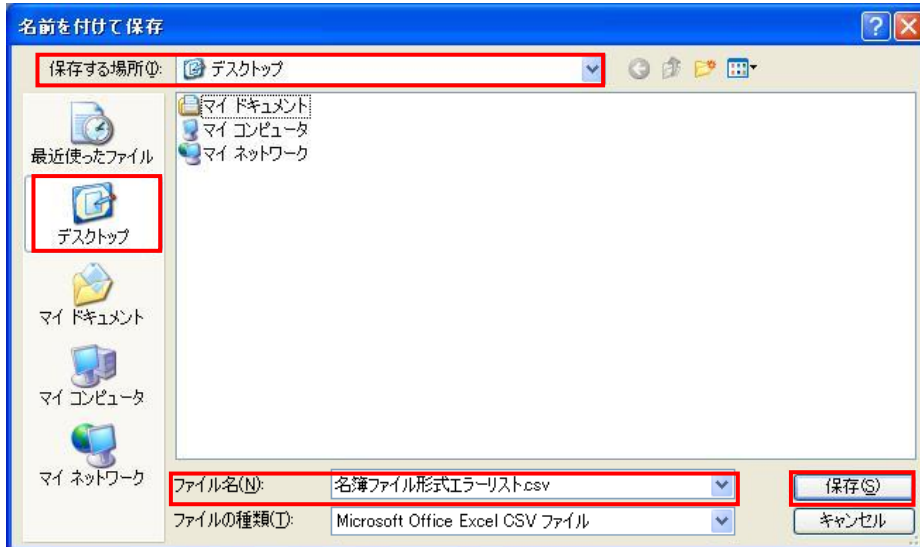 名前を付けて保存
保存する場所(I): デスクトップ
マイ ドキュメント
マイ コンピュータ
マイ ネットワーク
最近使ったファイル
デスクトップ
マイ ドキュメント
マイ コンピュータ
マイ ネットワーク
ファイル名(N): 名簿ファイル形式エラーリスト.csv 保存(S)
ファイルの種類(T): Microsoft Office Excel CSV ファイル キャンセル